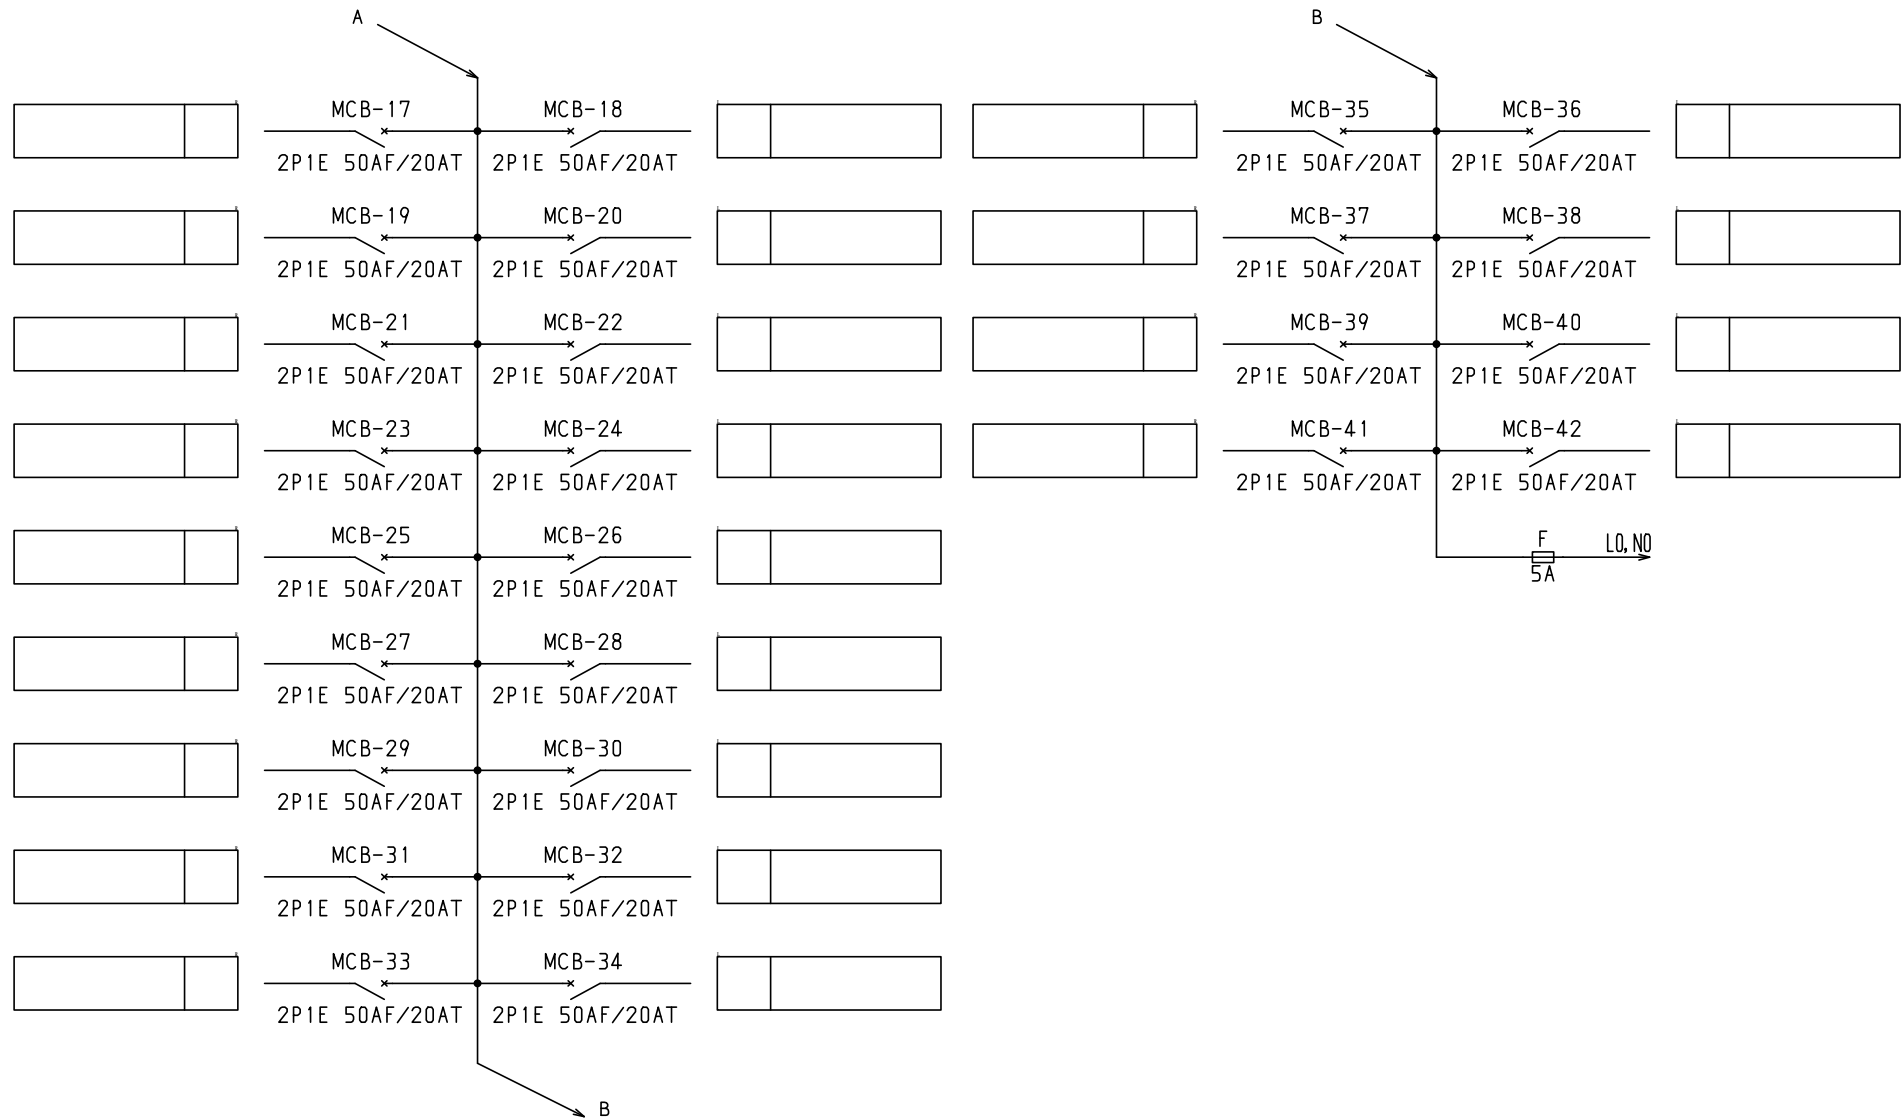 A
MCB-17 MCB-18
2P1E 50AF/20AT 2P1E 50AF/20AT
MCB-19 MCB-20
2P1E 50AF/20AT 2P1E 50AF/20AT
MCB-21 MCB-22
2P1E 50AF/20AT 2P1E 50AF/20AT
MCB-23 MCB-24
2P1E 50AF/20AT 2P1E 50AF/20AT
MCB-25 MCB-26
2P1E 50AF/20AT 2P1E 50AF/20AT
MCB-27 MCB-28
2P1E 50AF/20AT 2P1E 50AF/20AT
MCB-29 MCB-30
2P1E 50AF/20AT 2P1E 50AF/20AT
MCB-31 MCB-32
2P1E 50AF/20AT 2P1E 50AF/20AT
MCB-33 MCB-34
2P1E 50AF/20AT 2P1E 50AF/20AT
B
B
MCB-35 MCB-36
2P1E 50AF/20AT 2P1E 50AF/20AT
MCB-37 MCB-38
2P1E 50AF/20AT 2P1E 50AF/20AT
MCB-39 MCB-40
2P1E 50AF/20AT 2P1E 50AF/20AT
MCB-41 MCB-42
2P1E 50AF/20AT 2P1E 50AF/20AT
F L0,N0
5A